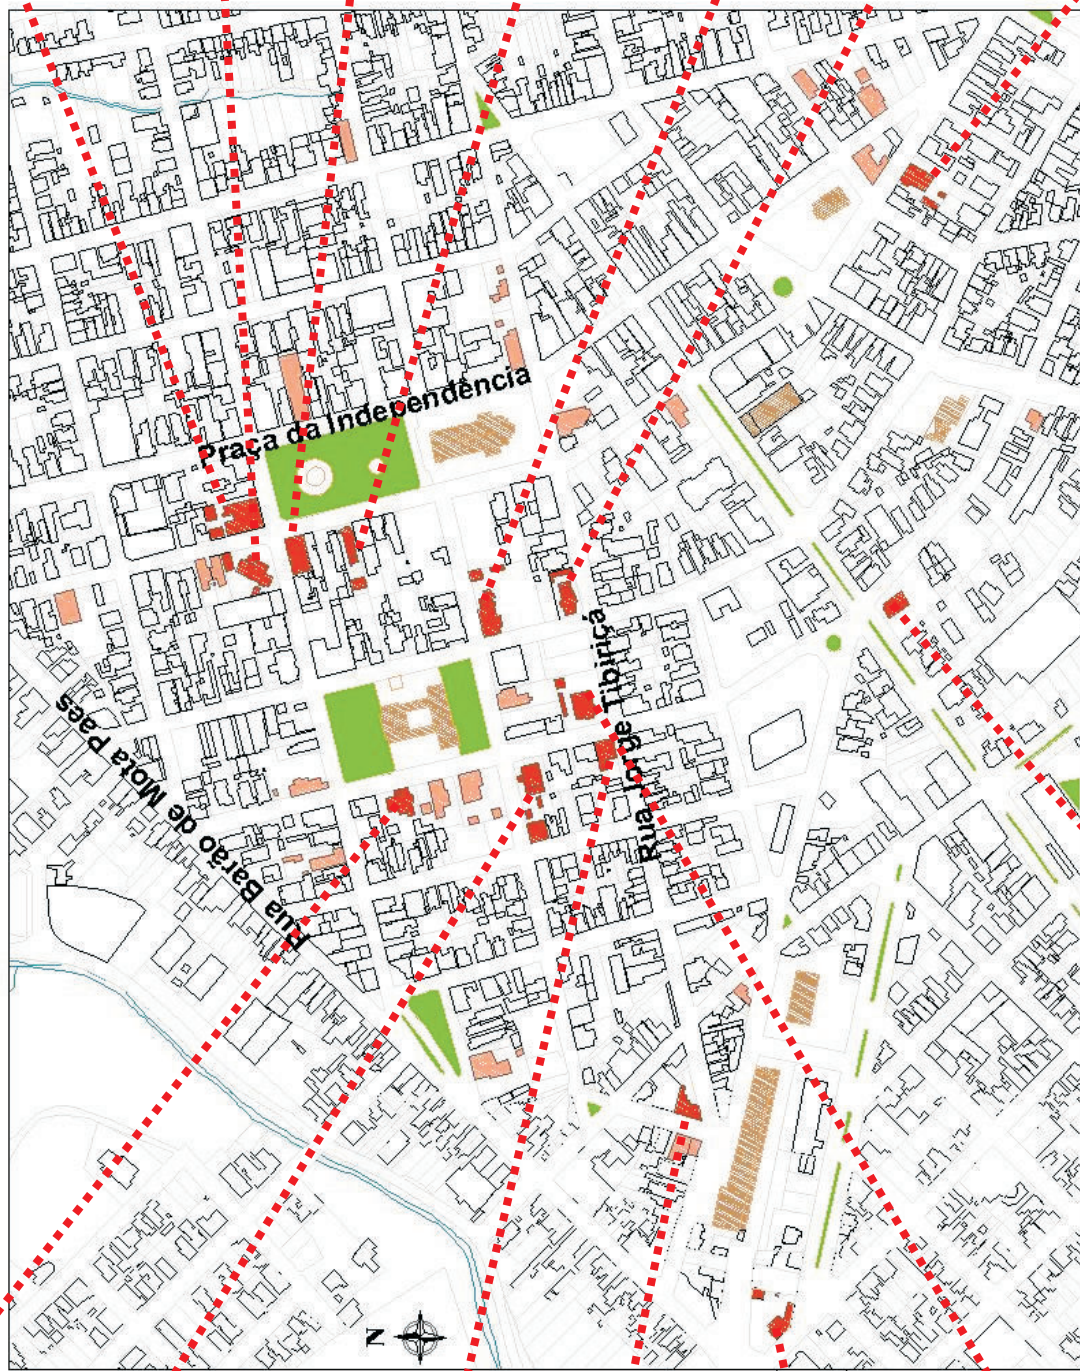 Praça da Independência
Rua Jorge Tibiriçá
Rua Barão de Mota Paes
N